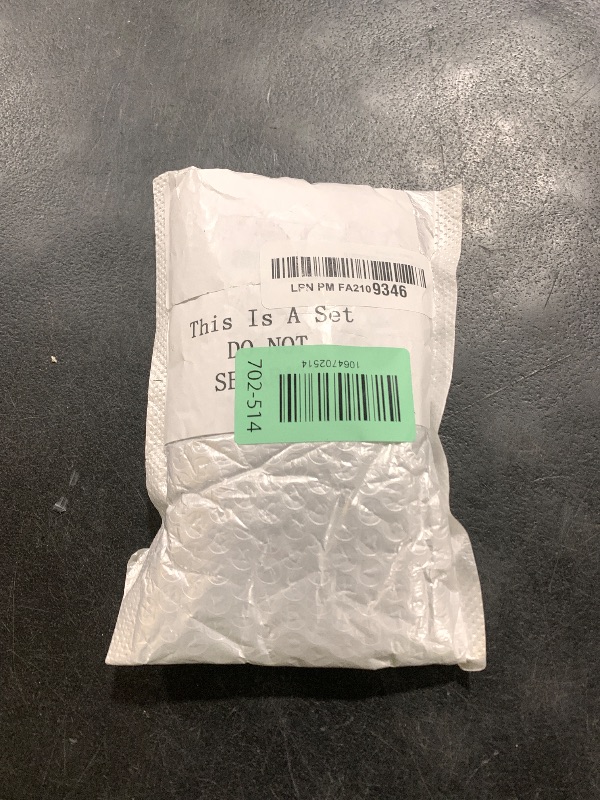 LPN PM FA2109346
This Is A Set
DO NOT
SE
702-514
1064702514